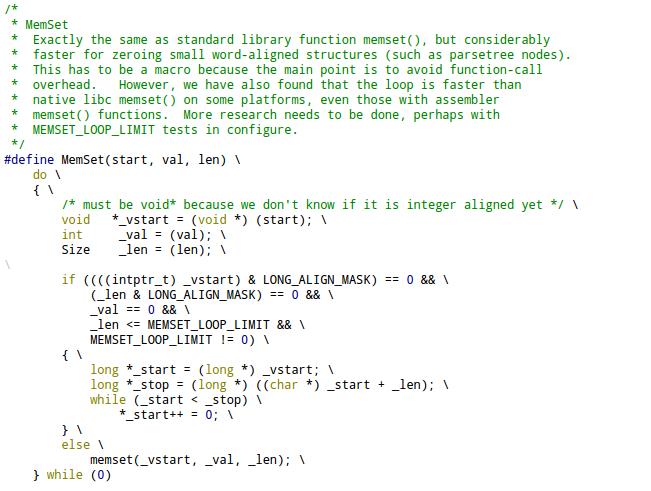 /*
 * MemSet
 *  Exactly the same as standard library function memset(), but considerably
 *  faster for zeroing small word-aligned structures (such as parsetree nodes).
 *  This has to be a macro because the main point is to avoid function-call
 *  overhead.   However, we have also found that the loop is faster than
 *  native libc memset() on some platforms, even those with assembler
 *  memset() functions.  More research needs to be done, perhaps with
 *  MEMSET_LOOP_LIMIT tests in configure.
 */
#define MemSet(start, val, len) \
    do \
    { \
        /* must be void* because we don't know if it is integer aligned yet */ \
        void   *_vstart = (void *) (start); \
        int     _val = (val); \
        Size    _len = (len); \
\
        if ((((intptr_t) _vstart) & LONG_ALIGN_MASK) == 0 && \
            (_len & LONG_ALIGN_MASK) == 0 && \
            _val == 0 && \
            _len <= MEMSET_LOOP_LIMIT && \
            MEMSET_LOOP_LIMIT != 0) \
        { \
            long *_start = (long *) _vstart; \
            long *_stop = (long *) ((char *) _start + _len); \
            while (_start < _stop) \
                *_start++ = 0; \
        } \
        else \
            memset(_vstart, _val, _len); \
    } while (0)